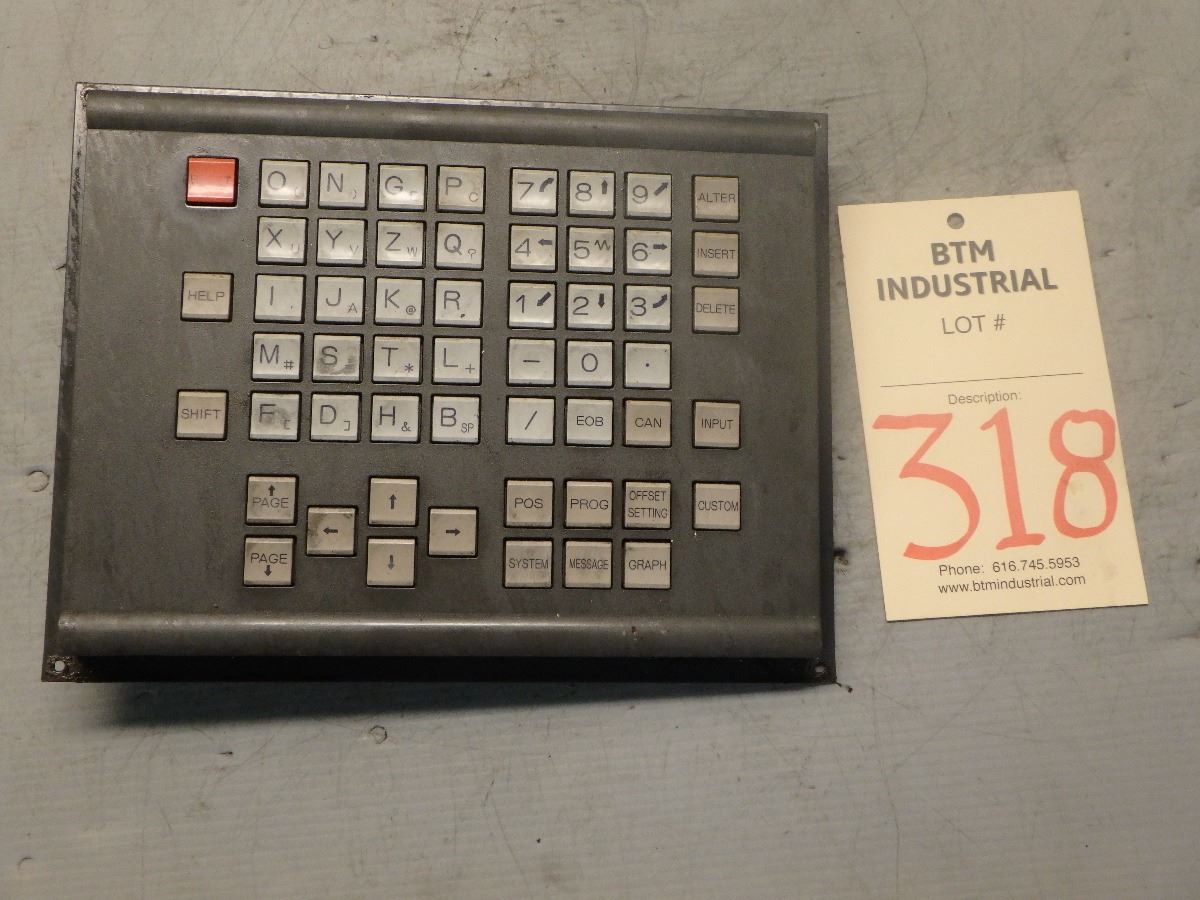 O N G P 7 8 9 ALTER
X U Y V Z W Q ? 4 5 6 INSERT
HELP I J A K @ R 1 2 3 DELETE
M # S T * L + - 0 .
SHIFT F [ D ] H & B SP / EOB CAN INPUT
PAGE POS PROG OFFSET SETTING CUSTOM
PAGE SYSTEM MESSAGE GRAPH
BTM
INDUSTRIAL
LOT #
Description:
318
Phone: 616.745.5953
www.btmindustrial.com